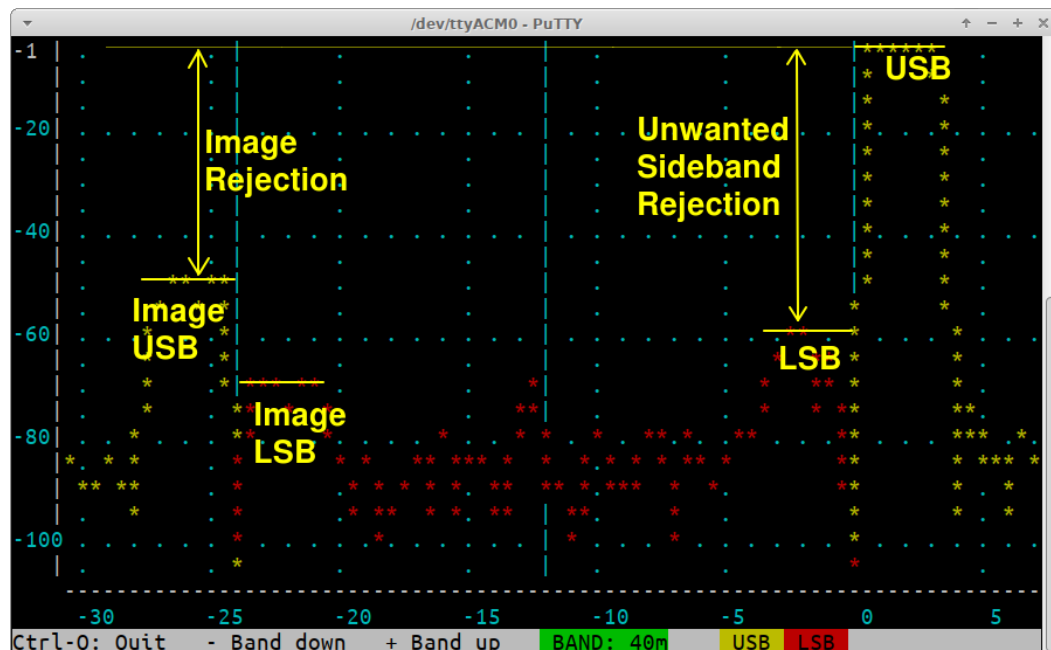 /dev/ttyACM0 - PuTTY
-1
USB
-20
Image
Rejection
Unwanted
Sideband
Rejection
-40
Image
USB
-60
LSB
Image
LSB
-80
-100
-30 -25 -20 -15 -10 -5 0 5
Ctrl-O: Quit - Band down + Band up BAND: 40m USB LSB